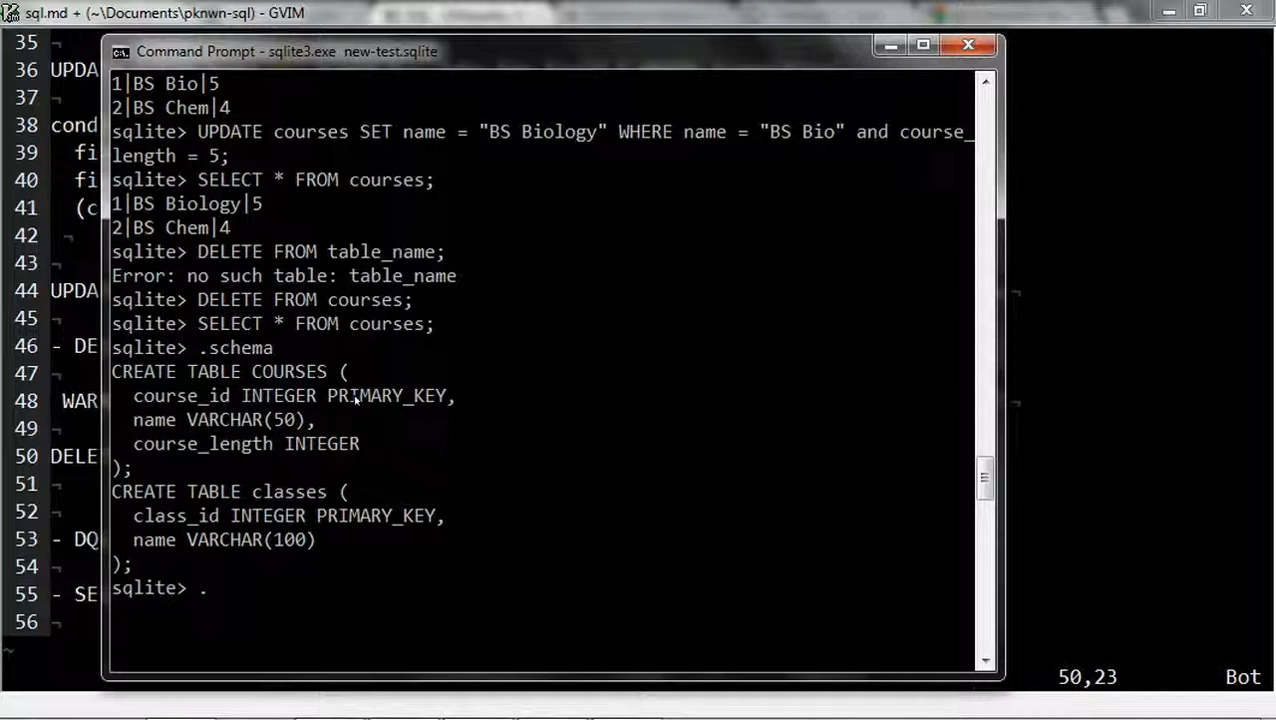 sql.md + (~\Documents\pknwn-sql) - GVIM
Command Prompt - sqlite3.exe new-test.sqlite
35
36 UPDA
37
38 cond
39 fi
40 fi
41 (c
42
43
44 UPDA
45
46 - DE
47
48 WAR
49
50 DELE
51
52
53 - DQ
54
55 - SE
56
~
1|BS Bio|5
2|BS Chem|4
sqlite> UPDATE courses SET name = "BS Biology" WHERE name = "BS Bio" and course_
length = 5;
sqlite> SELECT * FROM courses;
1|BS Biology|5
2|BS Chem|4
sqlite> DELETE FROM table_name;
Error: no such table: table_name
sqlite> DELETE FROM courses;
sqlite> SELECT * FROM courses;
sqlite> .schema
CREATE TABLE COURSES (
course_id INTEGER PRIMARY_KEY,
name VARCHAR(50),
course_length INTEGER
);
CREATE TABLE classes (
class_id INTEGER PRIMARY_KEY,
name VARCHAR(100)
);
sqlite> .
50,23 Bot